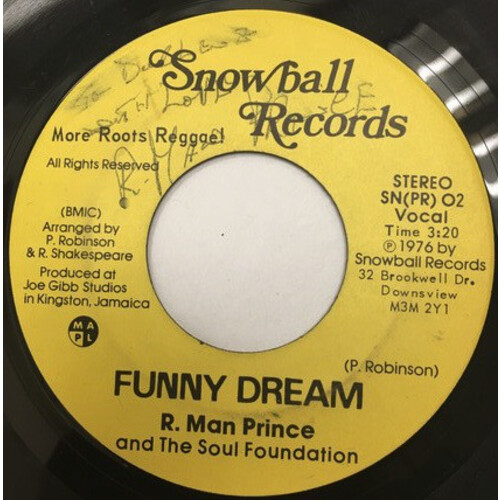 Snowball
Records
More Roots Reggae!
All Rights Reserved
(BMIC)
Arranged by
P. Robinson
& R. Shakespeare
Produced at
Joe Gibb Studios
in Kingston, Jamaica
M A
P L
STEREO
SN(PR) 02
Vocal
Time 3:20
℗ 1976 by
Snowball Records
32 Brookwell Dr.
Downsview
M3M 2Y1
(P. Robinson)
FUNNY DREAM
R. Man Prince
and The Soul Foundation